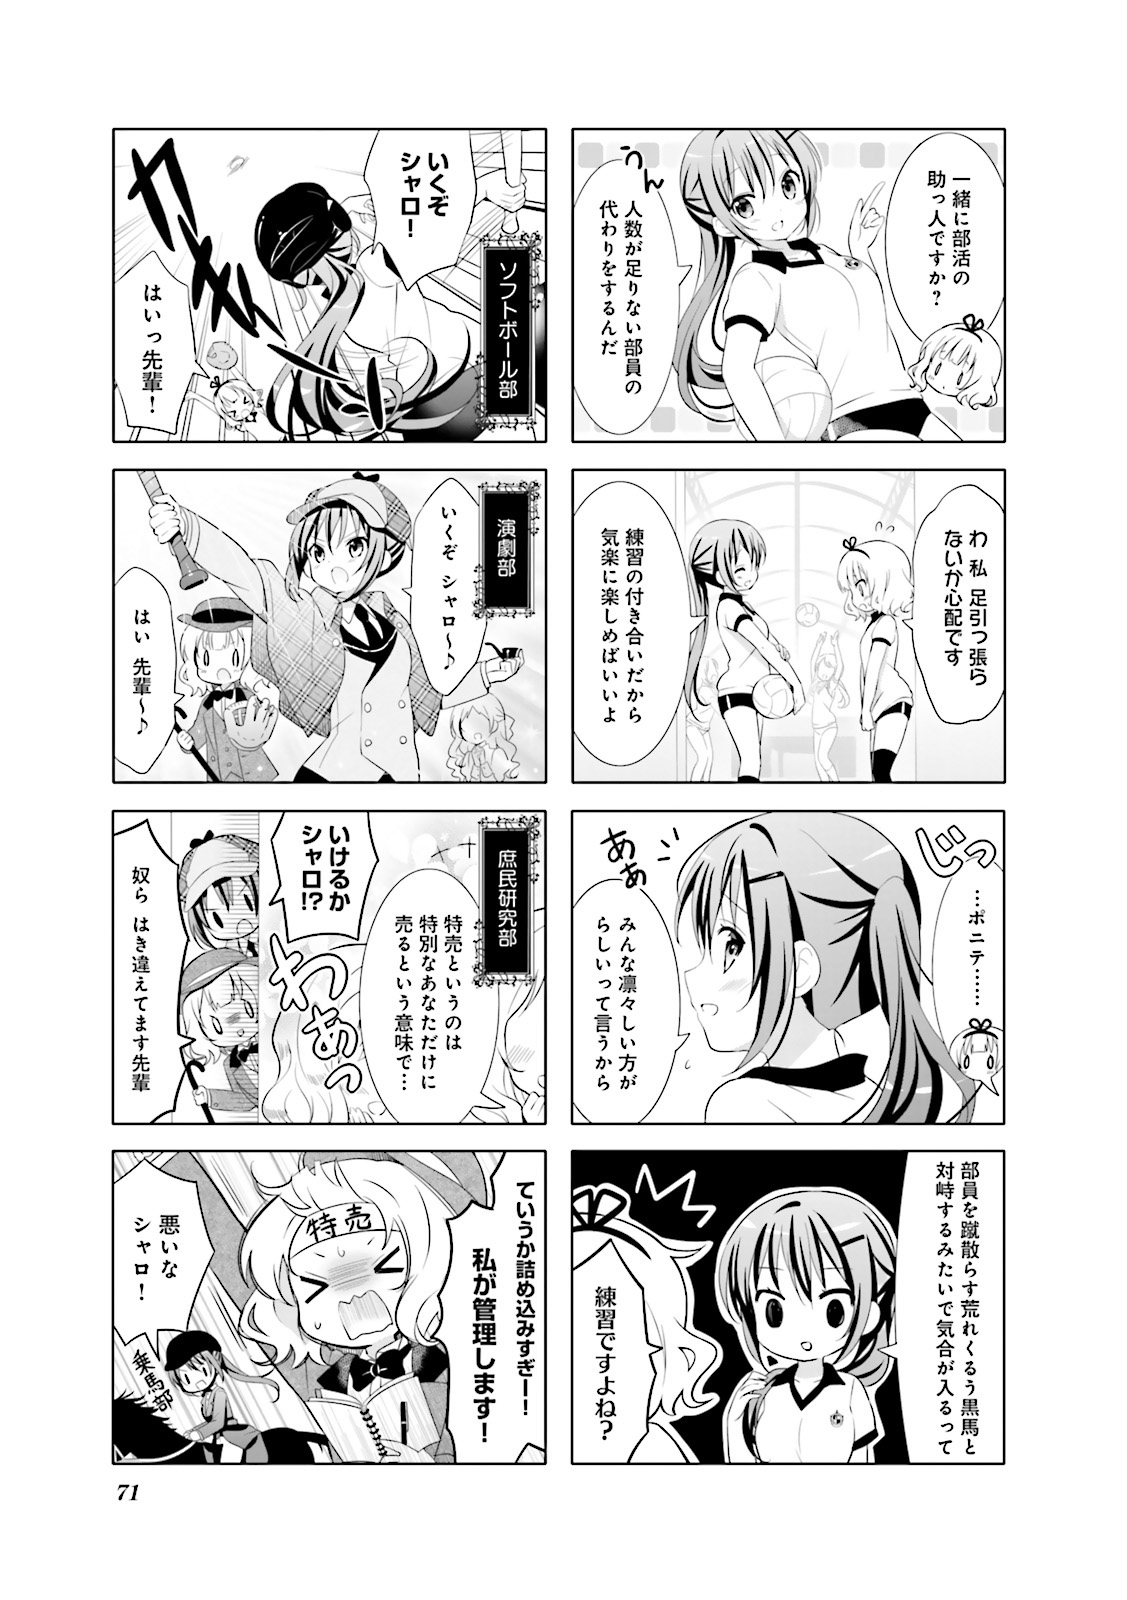 一緒に部活の
助っ人ですか？
うん
人数が足りない部員の
代わりをするんだ
わ 私 足引っ張ら
ないか心配です
練習の付き合いだから
気楽に楽しめばいいよ
じっ
…ポニテ……
ああ
みんな凛々しい方が
らしいって言うから
部員を蹴散らす荒れくるう黒馬と
対峙するみたいで気合が入るって
練習ですよね？
いくぞ
シャロ！
ソフトボール部
カキィーン
はいっ先輩！
演劇部
いくぞ シャロ～♪
はい 先輩～♪
庶民研究部
特売というのは
特別なあなただけに
売るという意味で…
わあっ
いけるか
シャロ!?
奴ら はき違えてます先輩
ていうか詰め込みすぎー！
私が管理します！
特売
悪いな
シャロ！
乗馬部
71